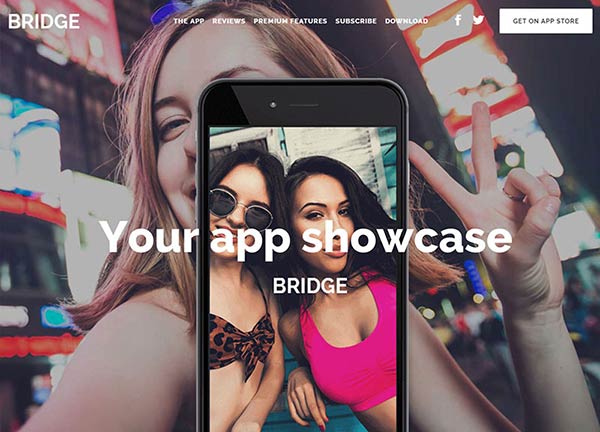 BRIDGE
THE APP REVIEWS PREMIUM FEATURES SUBSCRIBE DOWNLOAD
GET ON APP STORE
Your app showcase
BRIDGE